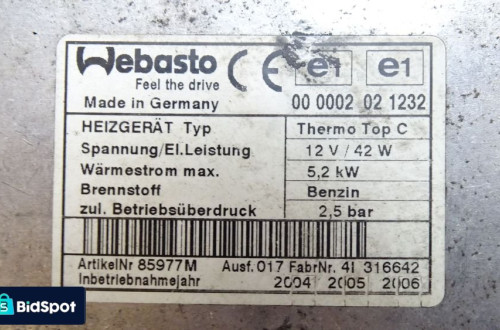 Webasto CE e1 e1
Feel the drive
Made in Germany 00 0002 02 1232
HEIZGERÄT Typ Thermo Top C
Spannung/El.Leistung 12 V / 42 W
Wärmestrom max. 5,2 kW
Brennstoff Benzin
zul. Betriebsüberdruck 2,5 bar
ArtikelNr 85977M Ausf. 017 FabrNr. 41 316642
Inbetriebnahmejahr 2004 2005 2006
BidSpot